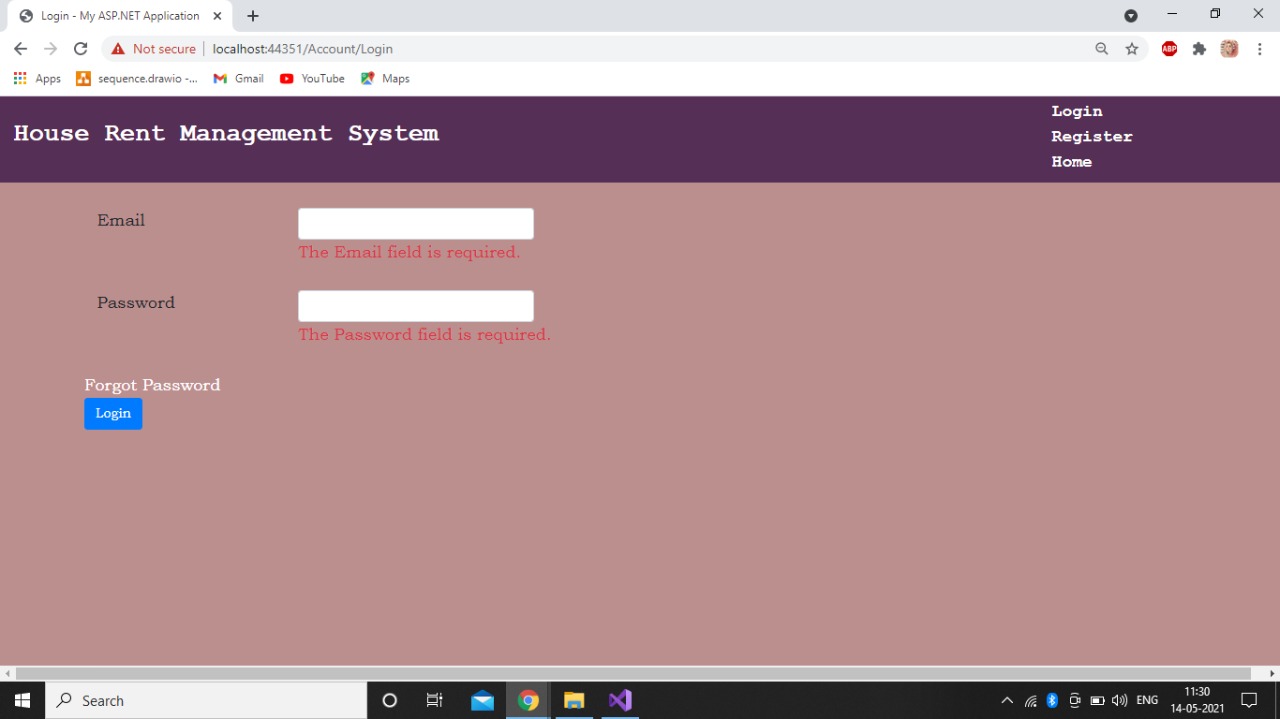 Login - My ASP.NET Application
Not secure localhost:44351/Account/Login
ABP
Apps sequence.drawio -... Gmail YouTube Maps
House Rent Management System
Login
Register
Home
Email
The Email field is required.
Password
The Password field is required.
Forgot Password
Login
Search
ENG
11:30
14-05-2021